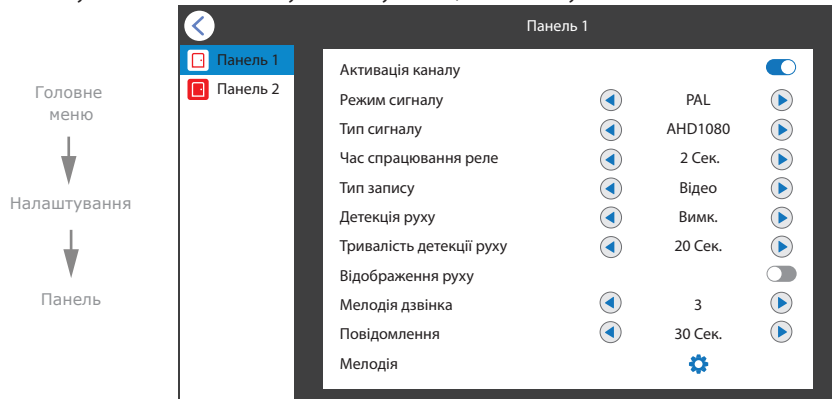 Головне
меню
Налаштування
Панель
Панель 1
Панель 1
Панель 2
Активація каналу
Режим сигналу PAL
Тип сигналу AHD1080
Час спрацювання реле 2 Сек.
Тип запису Відео
Детекція руху Вимк.
Тривалість детекції руху 20 Сек.
Відображення руху
Мелодія дзвінка 3
Повідомлення 30 Сек.
Мелодія